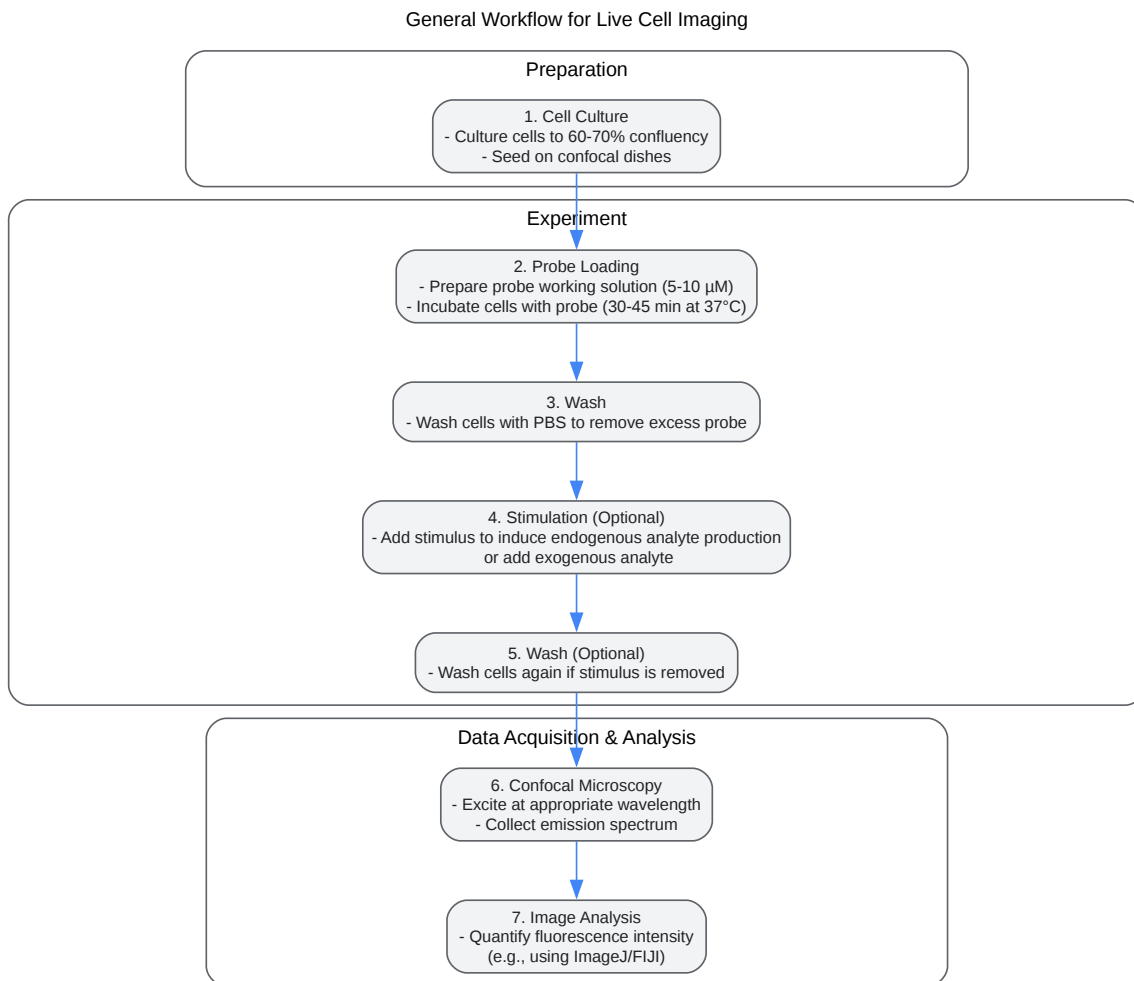 General Workflow for Live Cell Imaging
Preparation
1. Cell Culture
- Culture cells to 60-70% confluency
- Seed on confocal dishes
Experiment
2. Probe Loading
- Prepare probe working solution (5-10 µM)
- Incubate cells with probe (30-45 min at 37°C)
3. Wash
- Wash cells with PBS to remove excess probe
4. Stimulation (Optional)
- Add stimulus to induce endogenous analyte production
or add exogenous analyte
5. Wash (Optional)
- Wash cells again if stimulus is removed
Data Acquisition & Analysis
6. Confocal Microscopy
- Excite at appropriate wavelength
- Collect emission spectrum
7. Image Analysis
- Quantify fluorescence intensity
(e.g., using ImageJ/FIJI)